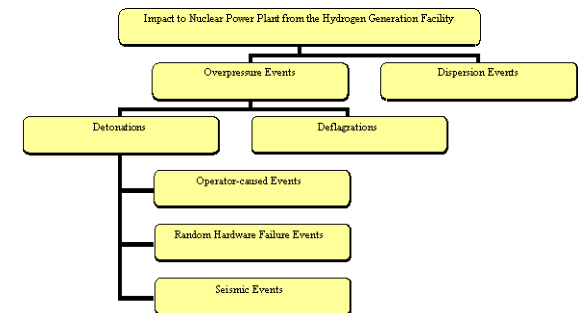 Impact to Nuclear Power Plant from the Hydrogen Generation Facility
Overpressure Events
Dispersion Events
Detonations
Deflagrations
Operator-caused Events
Random Hardware Failure Events
Seismic Events